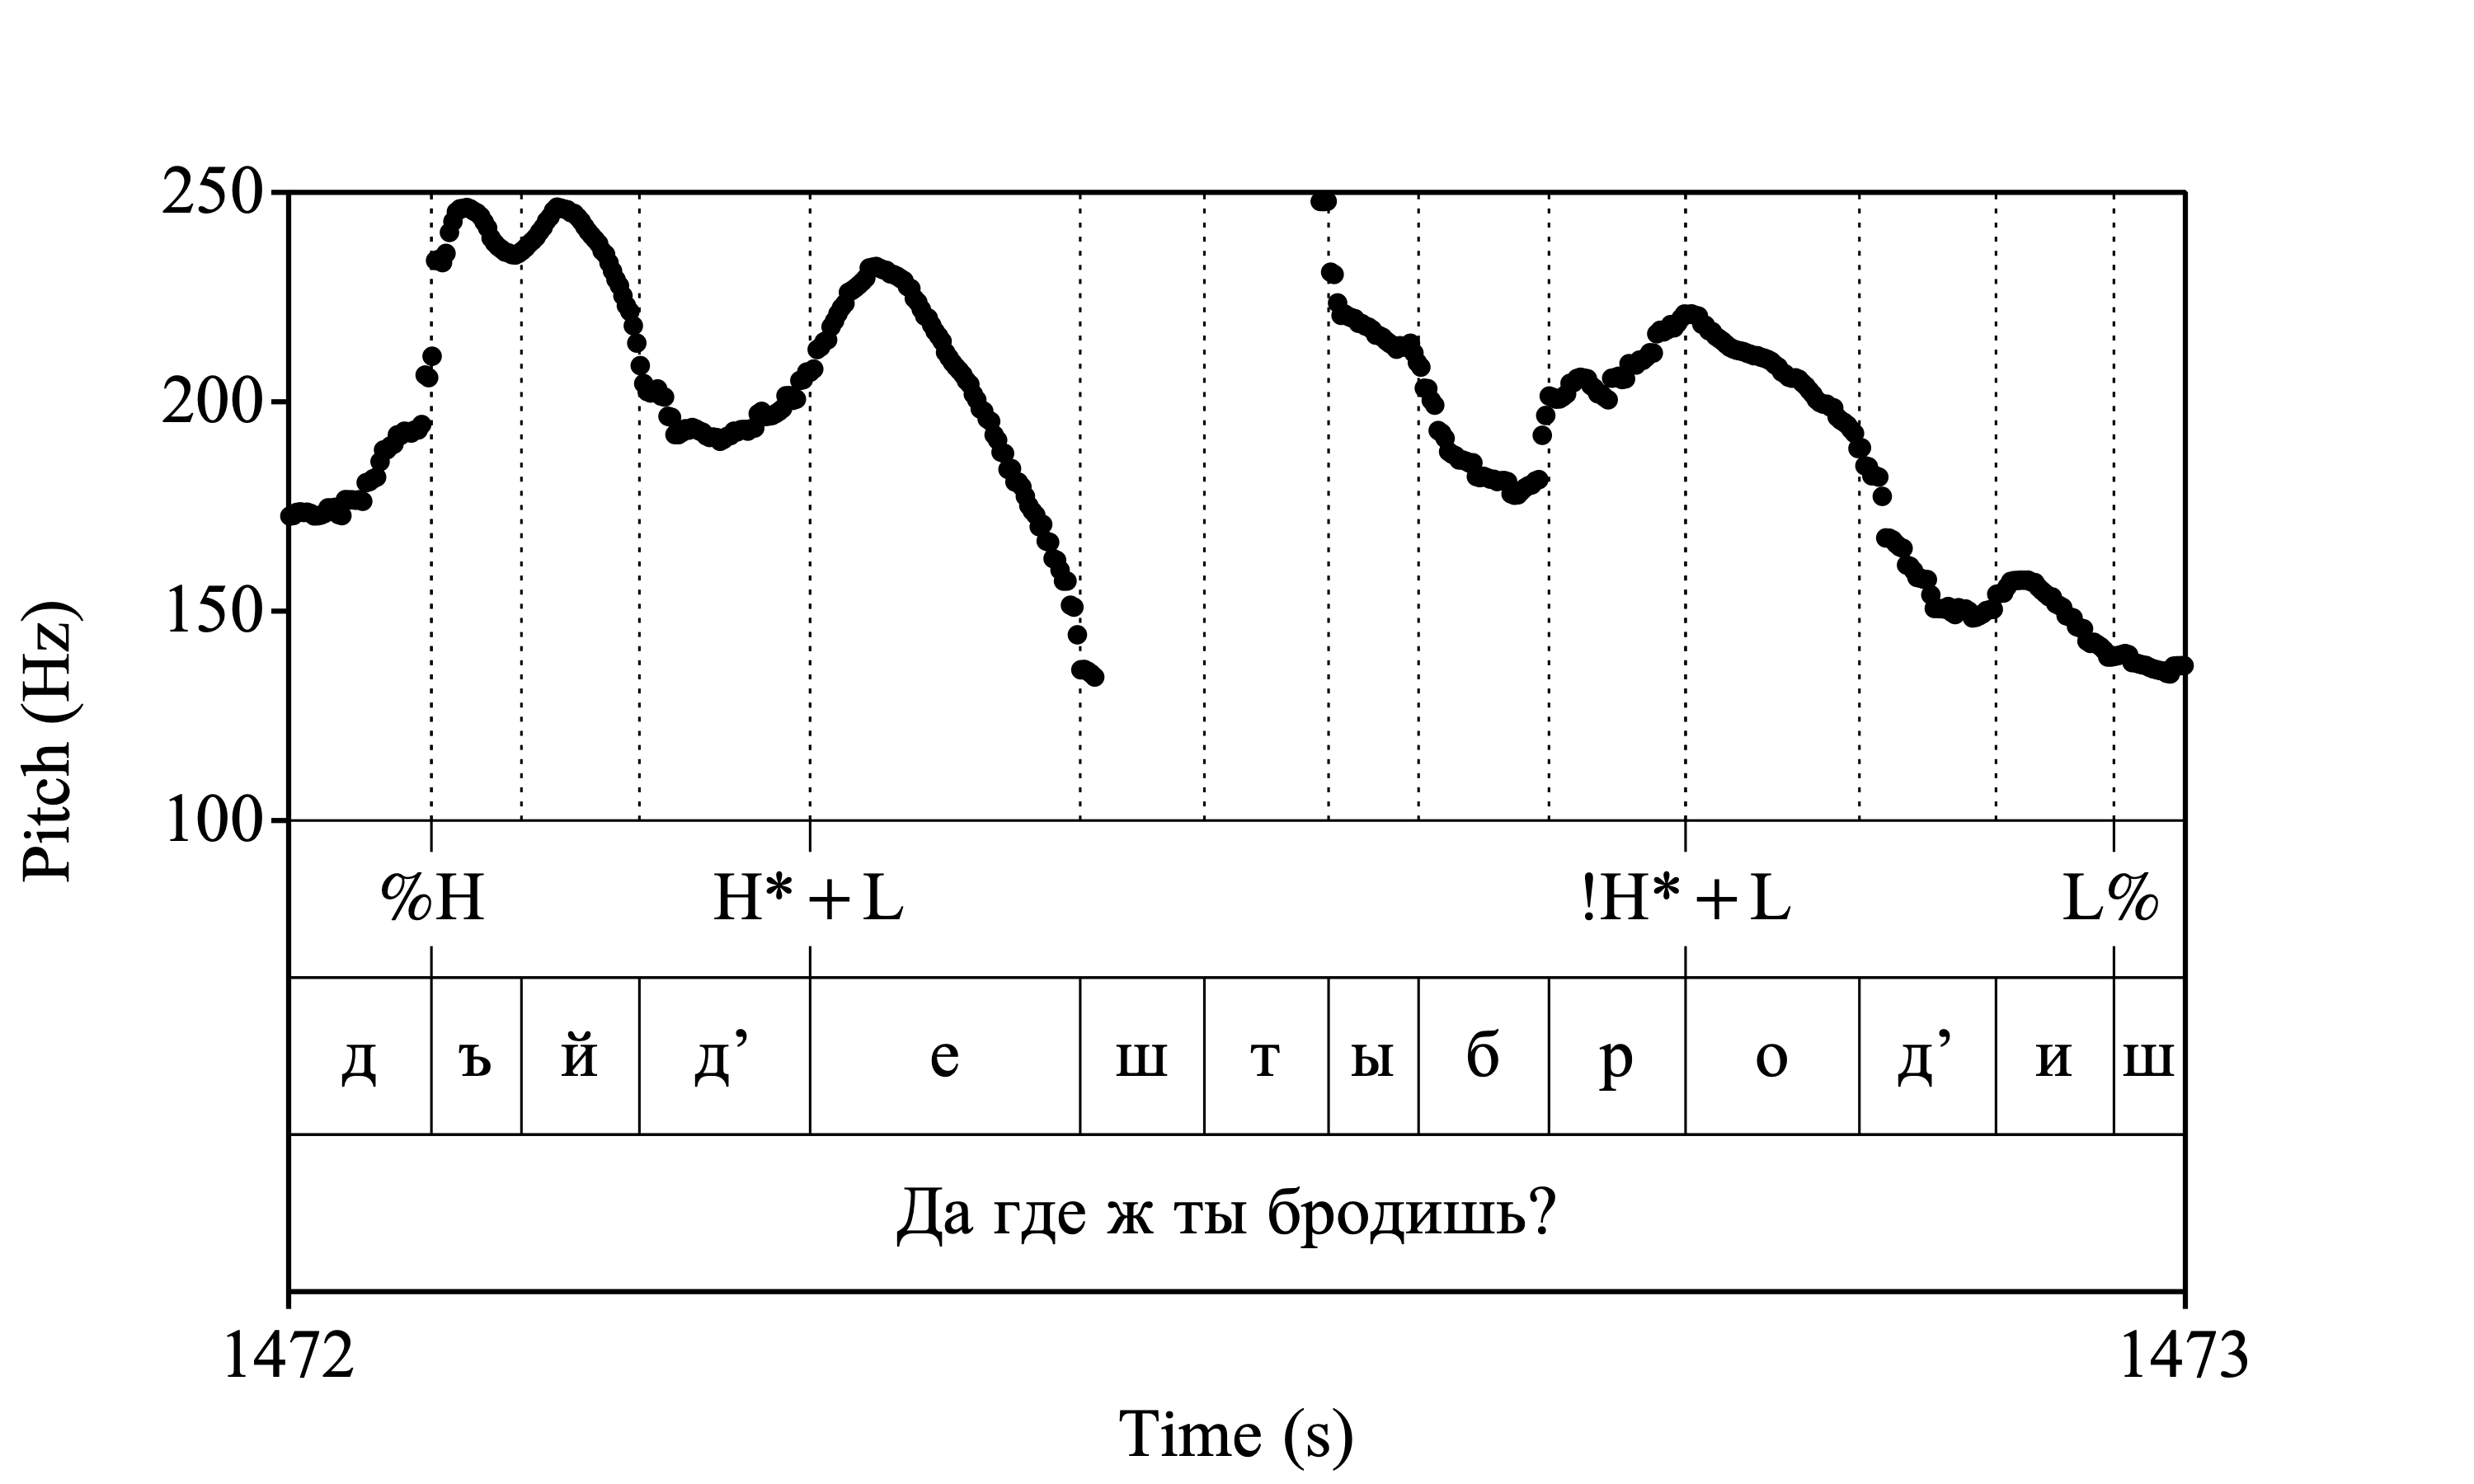 250
200
150
100
Pitch (Hz)
%H H*+L !H*+L L%
д ъ й д’ е ш т ы б р о д’ и ш
Да где ж ты бродишь?
1472 1473
Time (s)